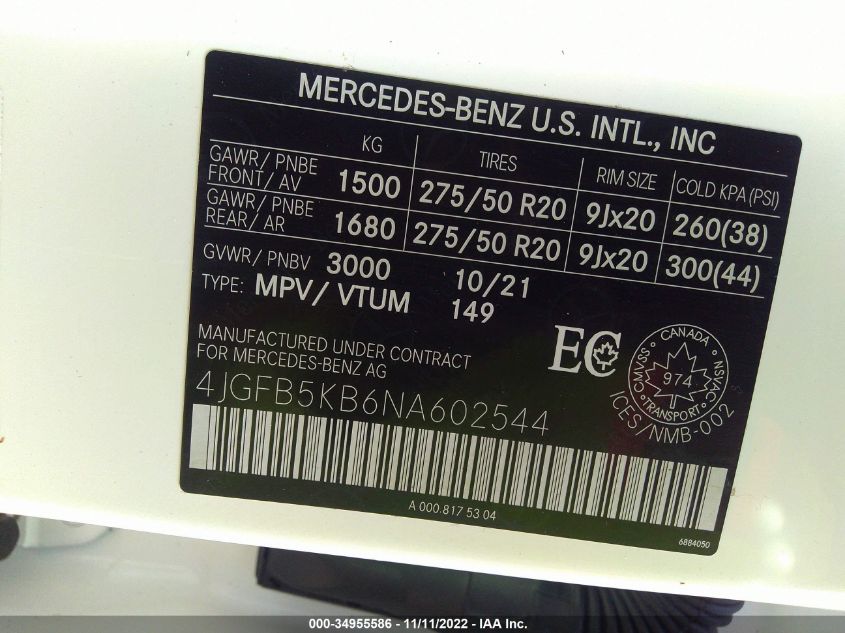 MERCEDES-BENZ U.S. INTL., INC
KG TIRES RIM SIZE COLD KPA (PSI)
GAWR / PNBE
FRONT / AV 1500 275/50 R20 9Jx20 260(38)
GAWR / PNBE
REAR / AR 1680 275/50 R20 9Jx20 300(44)
GVWR / PNBV 3000 10/21
TYPE: MPV/ VTUM 149
MANUFACTURED UNDER CONTRACT
FOR MERCEDES-BENZ AG
EC
CANADA
CMVSS NSVAC
974
TRANSPORT
ICES/NMB-002
4JGFB5KB6NA602544
A 000 817 53 04
6884050
000-34955586 - 11/11/2022 - IAA Inc.